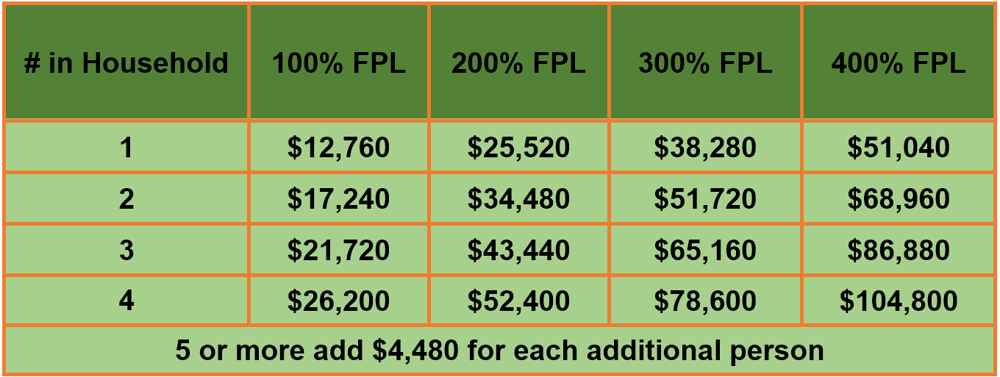 # in Household 100% FPL 200% FPL 300% FPL 400% FPL
1 $12,760 $25,520 $38,280 $51,040
2 $17,240 $34,480 $51,720 $68,960
3 $21,720 $43,440 $65,160 $86,880
4 $26,200 $52,400 $78,600 $104,800
5 or more add $4,480 for each additional person